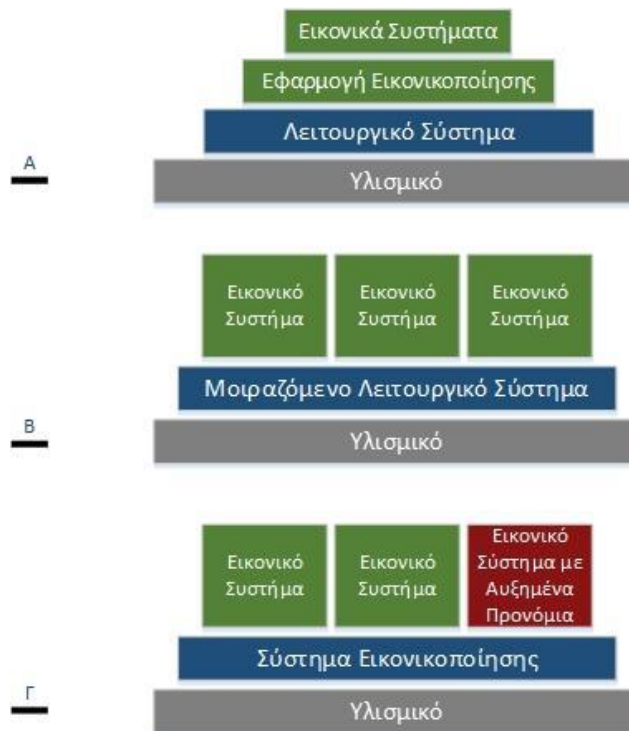 Εικονικά Συστήματα
Εφαρμογή Εικονικοποίησης
Λειτουργικό Σύστημα
Α
Υλισμικό
Εικονικό Εικονικό Εικονικό
Σύστημα Σύστημα Σύστημα
Μοιραζόμενο Λειτουργικό Σύστημα
Β
Υλισμικό
Εικονικό
Σύστημα
Εικονικό
Σύστημα
Εικονικό
Σύστημα με
Αυξημένα
Προνόμια
Σύστημα Εικονικοποίησης
Γ
Υλισμικό